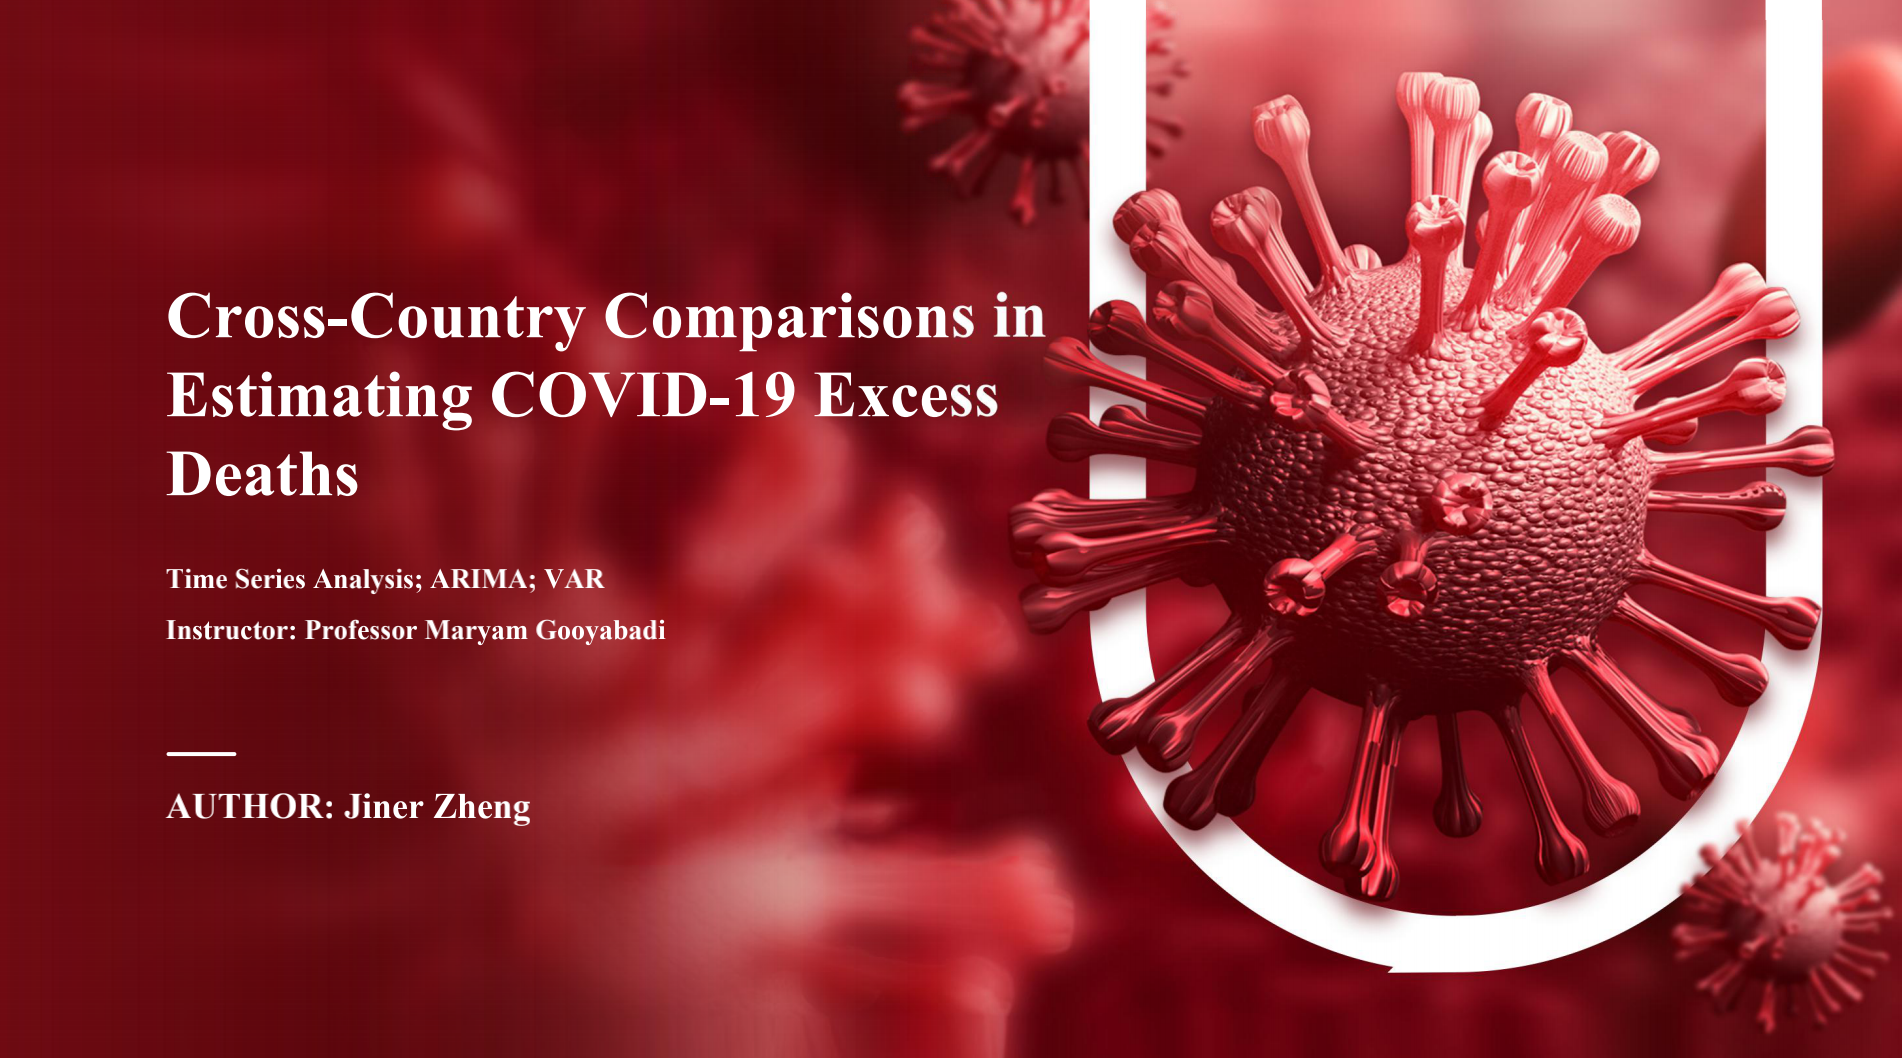 Cross-Country Comparisons in
Estimating COVID-19 Excess
Deaths
Time Series Analysis; ARIMA; VAR
Instructor: Professor Maryam Gooyabadi
AUTHOR: Jiner Zheng